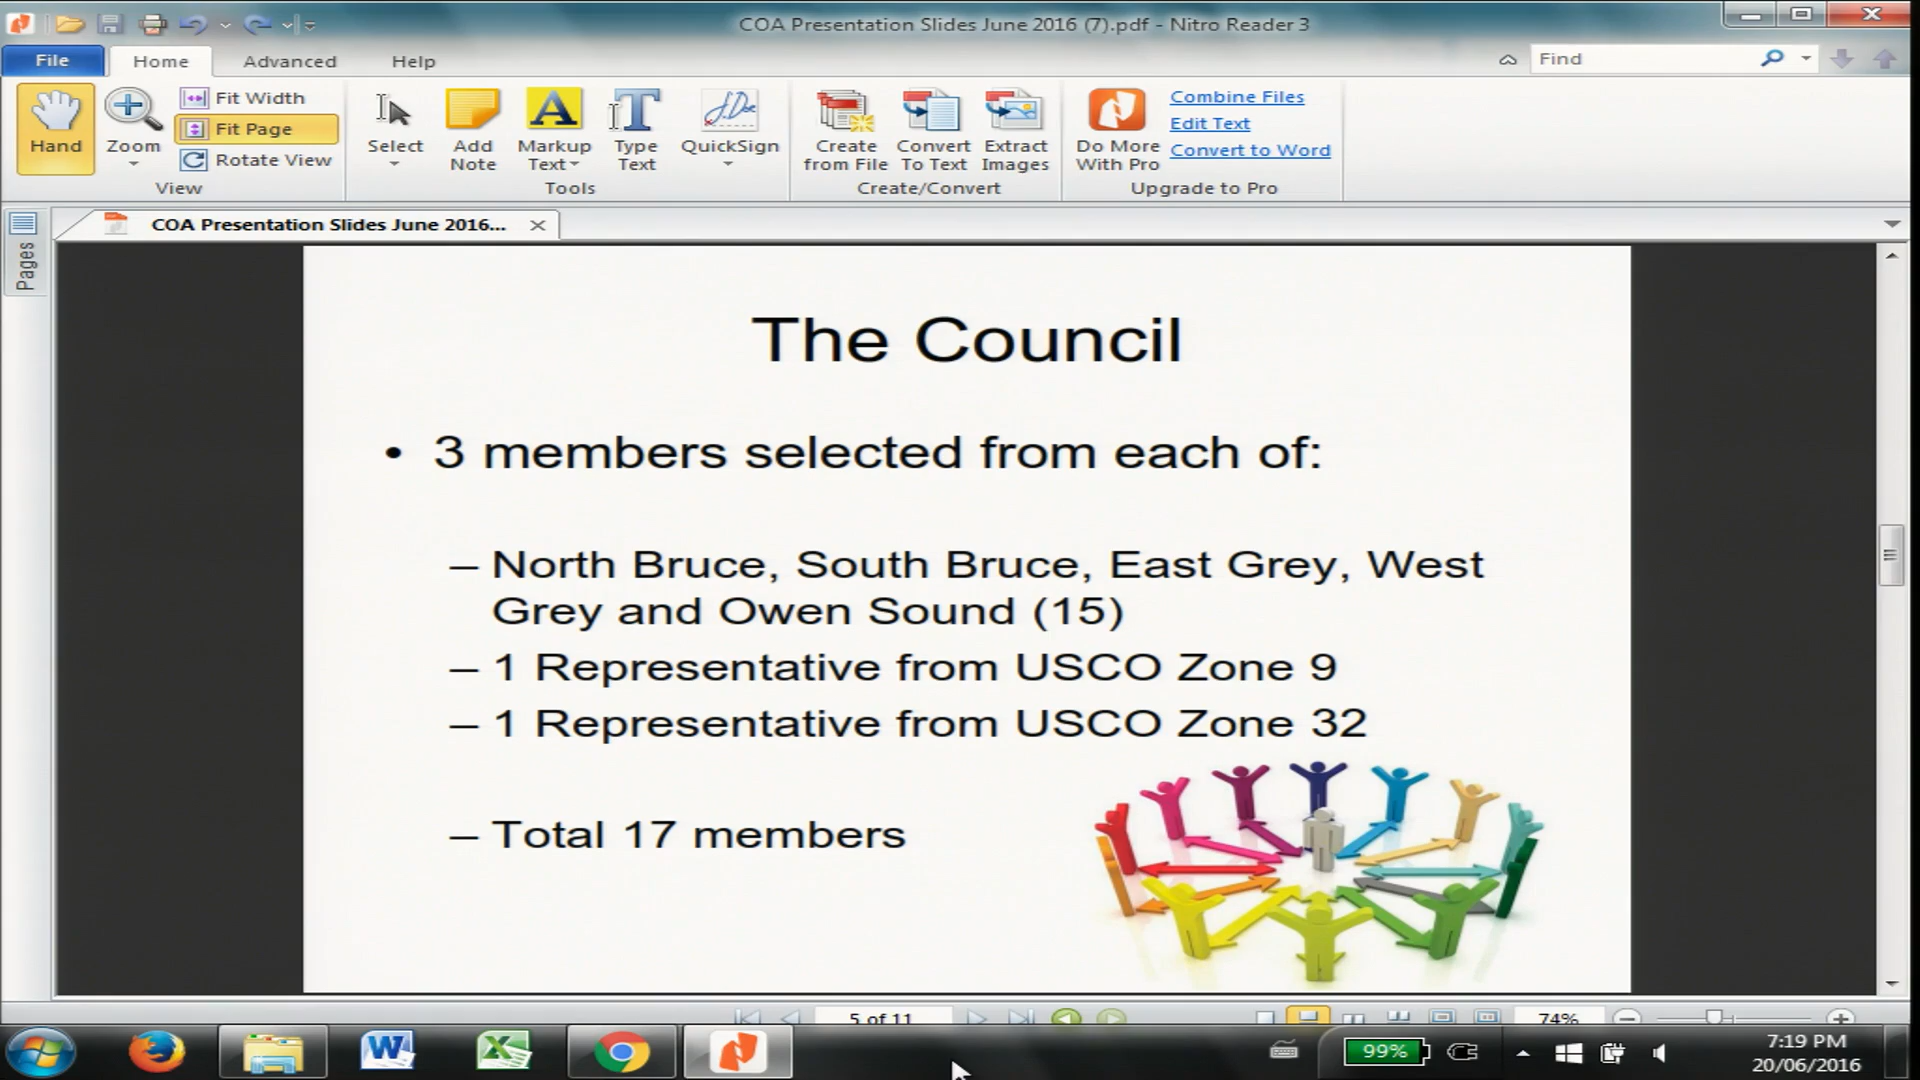 COA Presentation Slides June 2016 (7).pdf - Nitro Reader 3
File
Home
Advanced
Help
Find
Hand
Zoom
Fit Width
Fit Page
Rotate View
View
Select
Add
Note
Markup
Text
Type
Text
QuickSign
Tools
Create
from File
Convert
To Text
Extract
Images
Create/Convert
Do More
With Pro
Combine Files
Edit Text
Convert to Word
Upgrade to Pro
COA Presentation Slides June 2016...
Pages
The Council
• 3 members selected from each of:
– North Bruce, South Bruce, East Grey, West
Grey and Owen Sound (15)
– 1 Representative from USCO Zone 9
– 1 Representative from USCO Zone 32
– Total 17 members
5 of 11
74%
99%
7:19 PM
20/06/2016